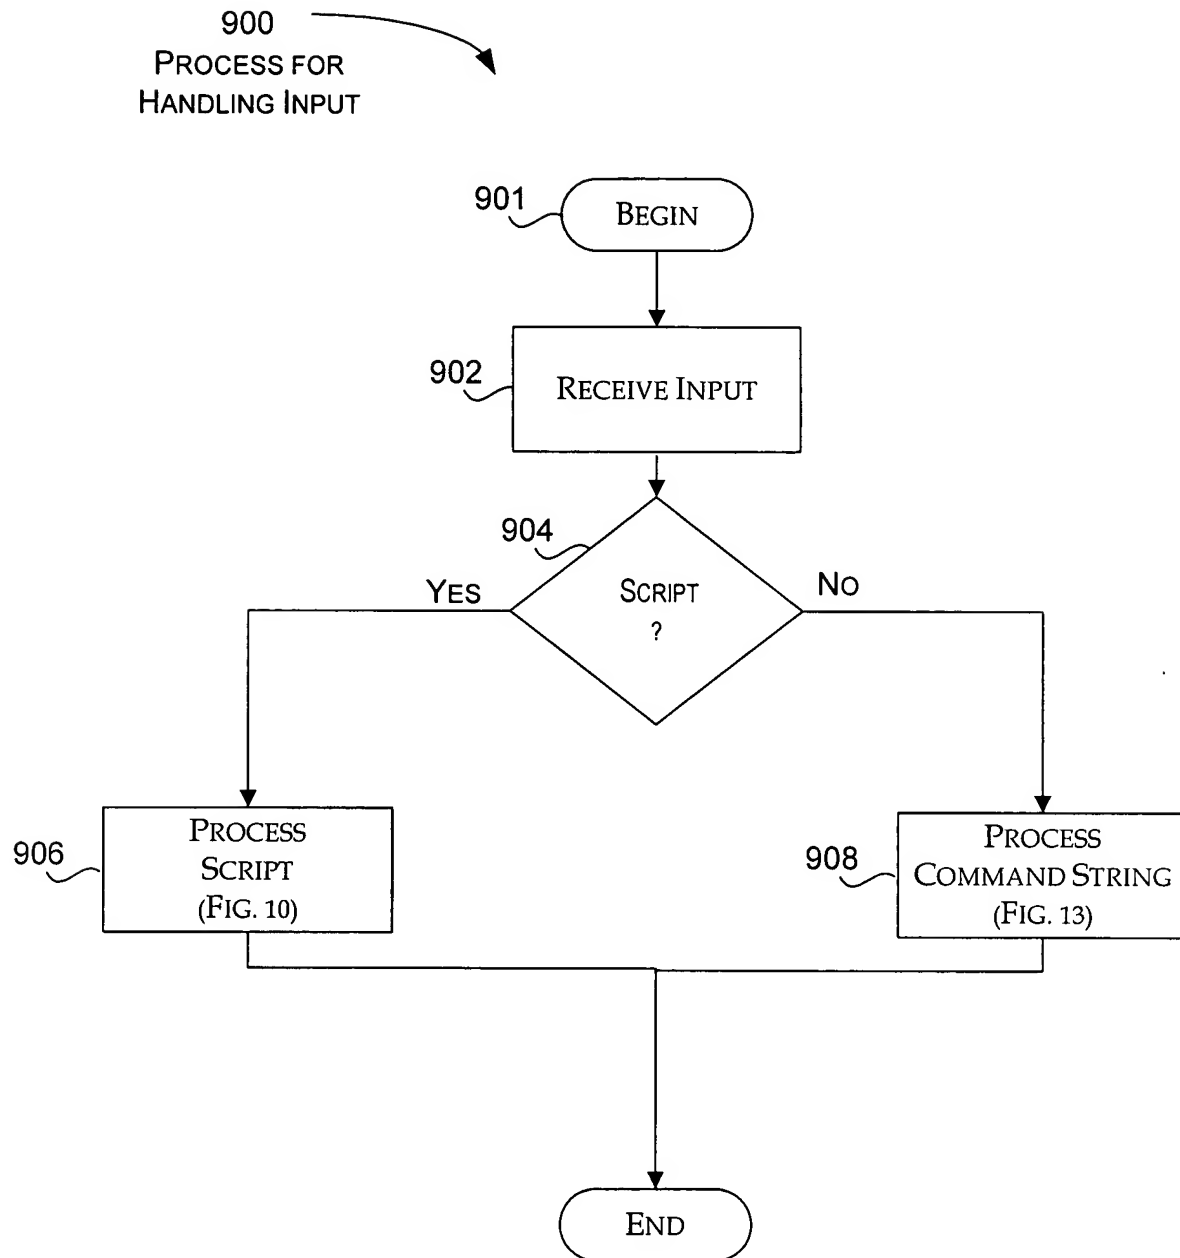 900
PROCESS FOR
HANDLING INPUT
901
BEGIN
902
RECEIVE INPUT
904
YES
SCRIPT
?
NO
906
PROCESS
SCRIPT
(FIG. 10)
908
PROCESS
COMMAND STRING
(FIG. 13)
END